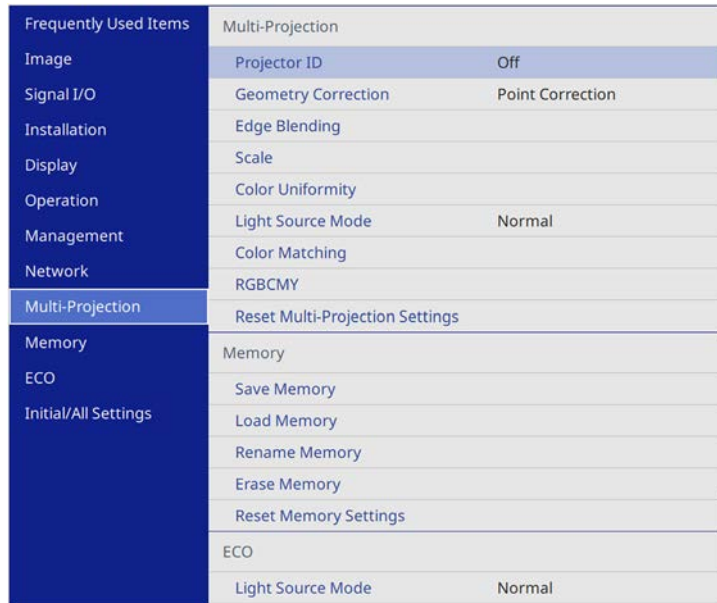 Frequently Used Items
Image
Signal I/O
Installation
Display
Operation
Management
Network
Multi-Projection
Memory
ECO
Initial/All Settings
Multi-Projection
Projector ID Off
Geometry Correction Point Correction
Edge Blending
Scale
Color Uniformity
Light Source Mode Normal
Color Matching
RGBCMY
Reset Multi-Projection Settings
Memory
Save Memory
Load Memory
Rename Memory
Erase Memory
Reset Memory Settings
ECO
Light Source Mode Normal